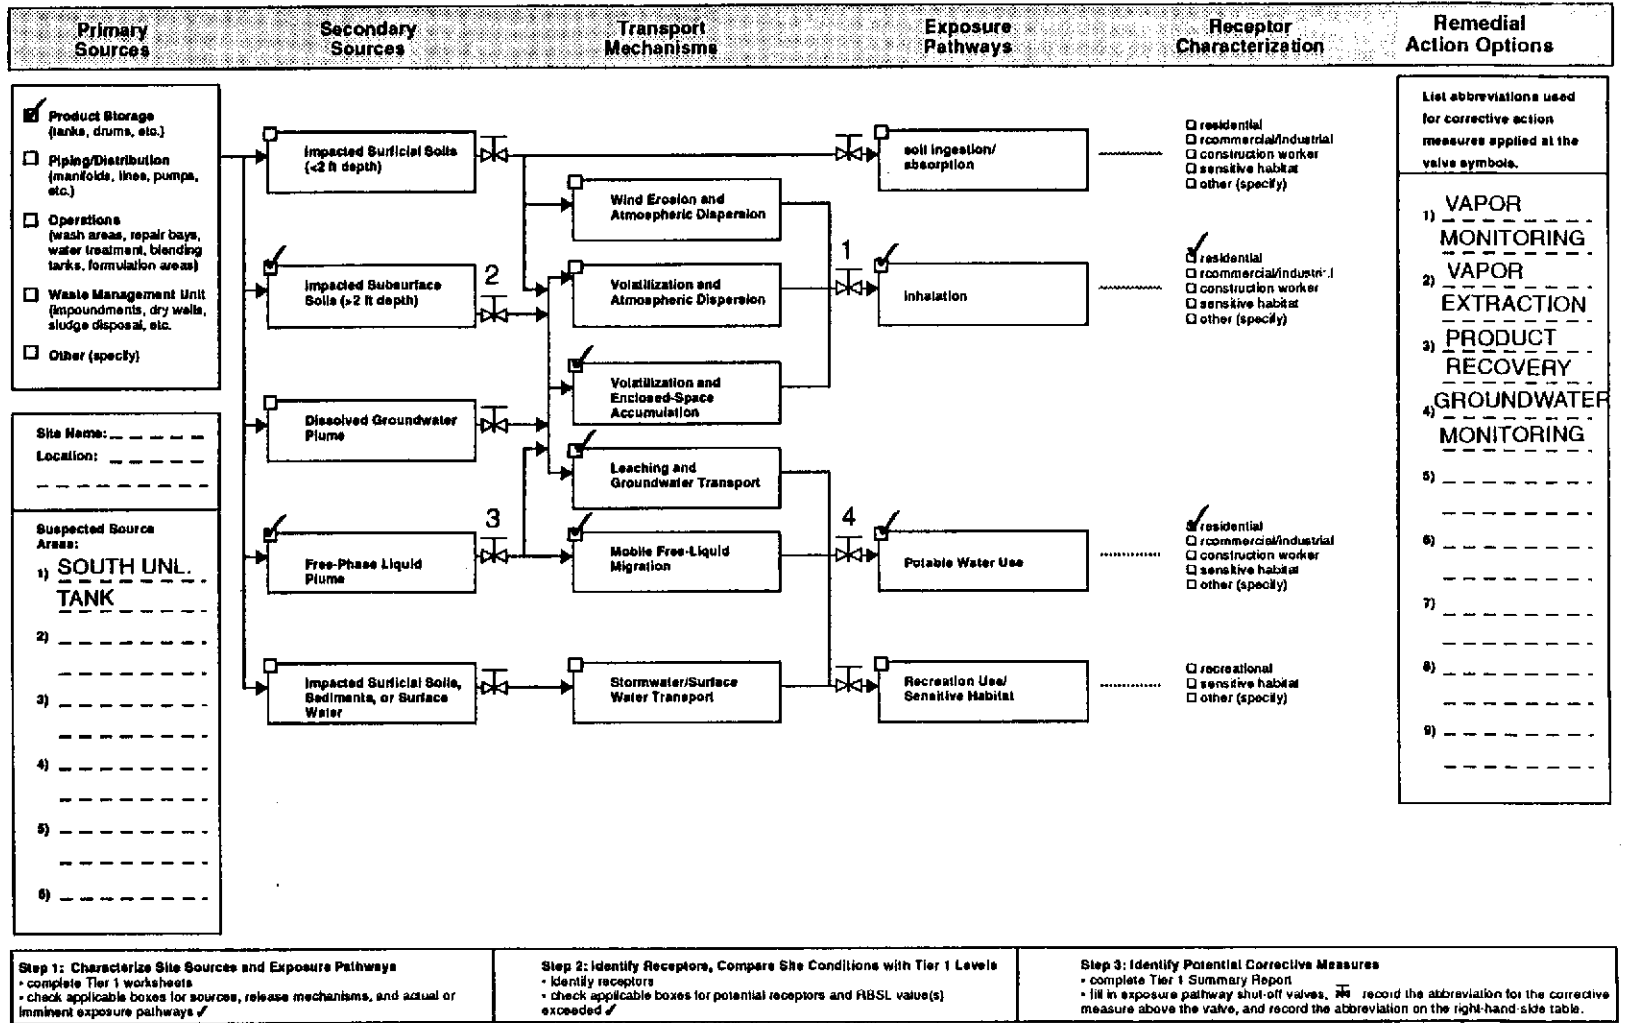 Primary
Sources
Secondary
Sources
Transport
Mechanisms
Exposure
Pathways
Receptor
Characterization
Remedial
Action Options
Product Storage
(tanks, drums, etc.)
Piping/Distribution
(manifolds, lines, pumps,
etc.)
Operations
(wash areas, repair bays,
water treatment, blending
tanks, formulation areas)
Waste Management Unit
(impoundments, dry wells,
sludge disposal, etc.
Other (specify)
Site Name:
Location:
Suspected Source
Areas:
1) SOUTH UNL.
TANK
2)
3)
4)
5)
6)
Impacted Surficial Soils
(<2 ft depth)
Impacted Subsurface
Soils (>2 ft depth)
2
Dissolved Groundwater
Plume
Free-Phase Liquid
Plume
3
Impacted Surficial Soils,
Sediments, or Surface
Water
Wind Erosion and
Atmospheric Dispersion
Volatilization and
Atmospheric Dispersion
Volatilization and
Enclosed-Space
Accumulation
Leaching and
Groundwater Transport
Mobile Free-Liquid
Migration
Stormwater/Surface
Water Transport
soil ingestion/
absorption
1
Inhalation
4
Potable Water Use
Recreation Use/
Sensitive Habitat
residential
rcommercial/industrial
construction worker
sensitive habitat
other (specify)
residential
rcommercial/industrial
construction worker
sensitive habitat
other (specify)
residential
rcommercial/industrial
construction worker
sensitive habitat
other (specify)
recreational
sensitive habitat
other (specify)
List abbreviations used
for corrective action
measures applied at the
valve symbols.
1) VAPOR
MONITORING
2) VAPOR
EXTRACTION
3) PRODUCT
RECOVERY
4) GROUNDWATER
MONITORING
5)
6)
7)
8)
9)
Step 1: Characterize Site Sources and Exposure Pathways
• complete Tier 1 worksheets
• check applicable boxes for sources, release mechanisms, and actual or
imminent exposure pathways ✓
Step 2: Identify Receptors, Compare Site Conditions with Tier 1 Levels
• identify receptors
• check applicable boxes for potential receptors and RBSL value(s)
exceeded ✓
Step 3: Identify Potential Corrective Measures
• complete Tier 1 Summary Report
• fill in exposure pathway shut-off valves, record the abbreviation for the corrective
measure above the valve, and record the abbreviation on the right-hand-side table.